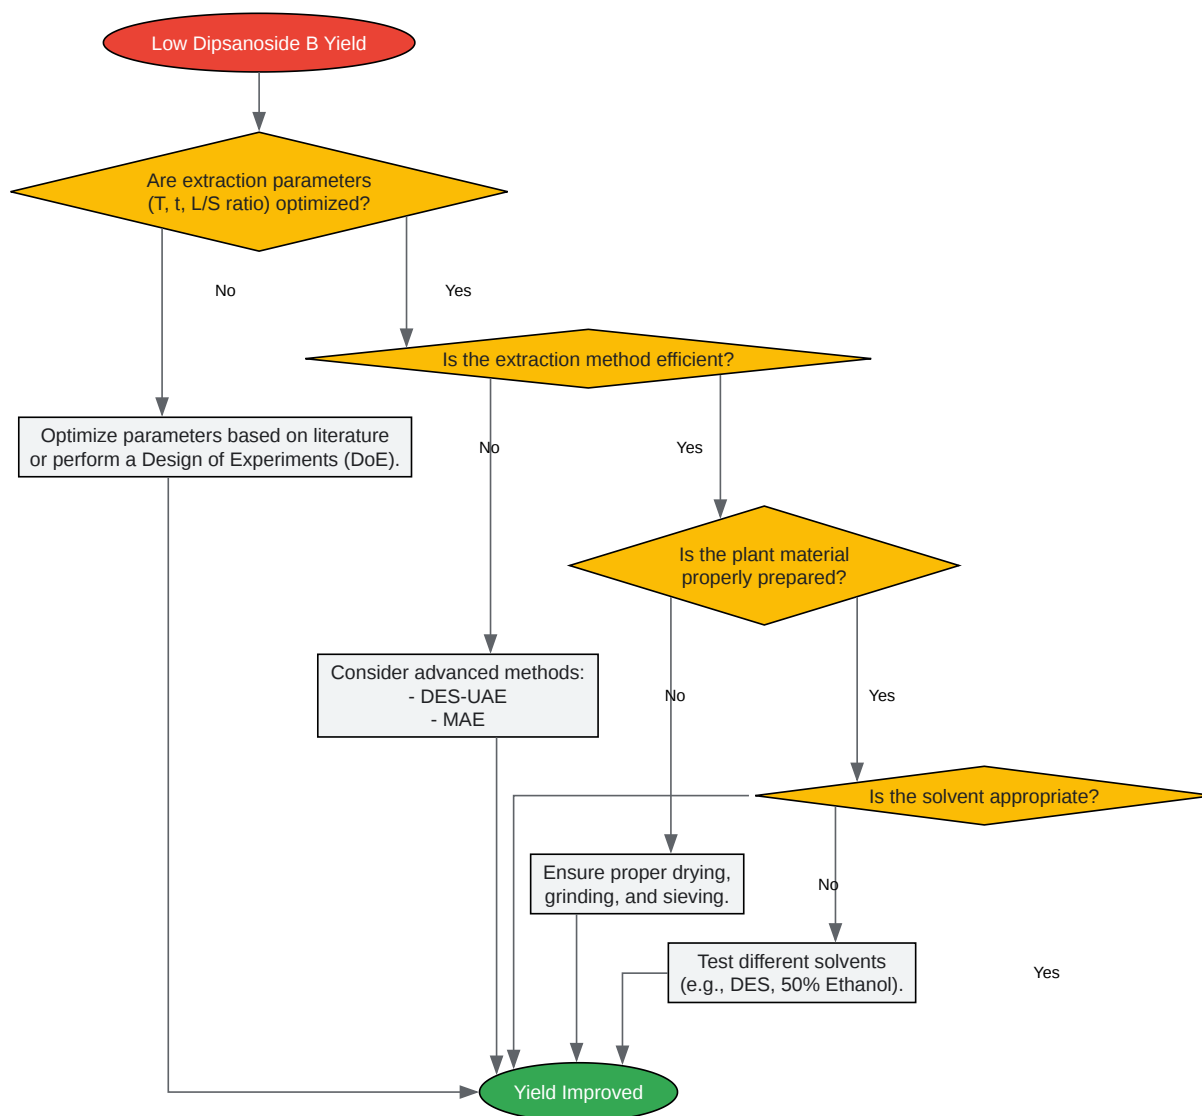 Low Dipsanoside B Yield
Are extraction parameters
(T, t, L/S ratio) optimized?
No
Yes
Is the extraction method efficient?
Optimize parameters based on literature
or perform a Design of Experiments (DoE).
No
Yes
Is the plant material
properly prepared?
Consider advanced methods:
- DES-UAE
- MAE
No
Yes
Is the solvent appropriate?
Ensure proper drying,
grinding, and sieving.
No
Test different solvents
(e.g., DES, 50% Ethanol).
Yes
Yield Improved